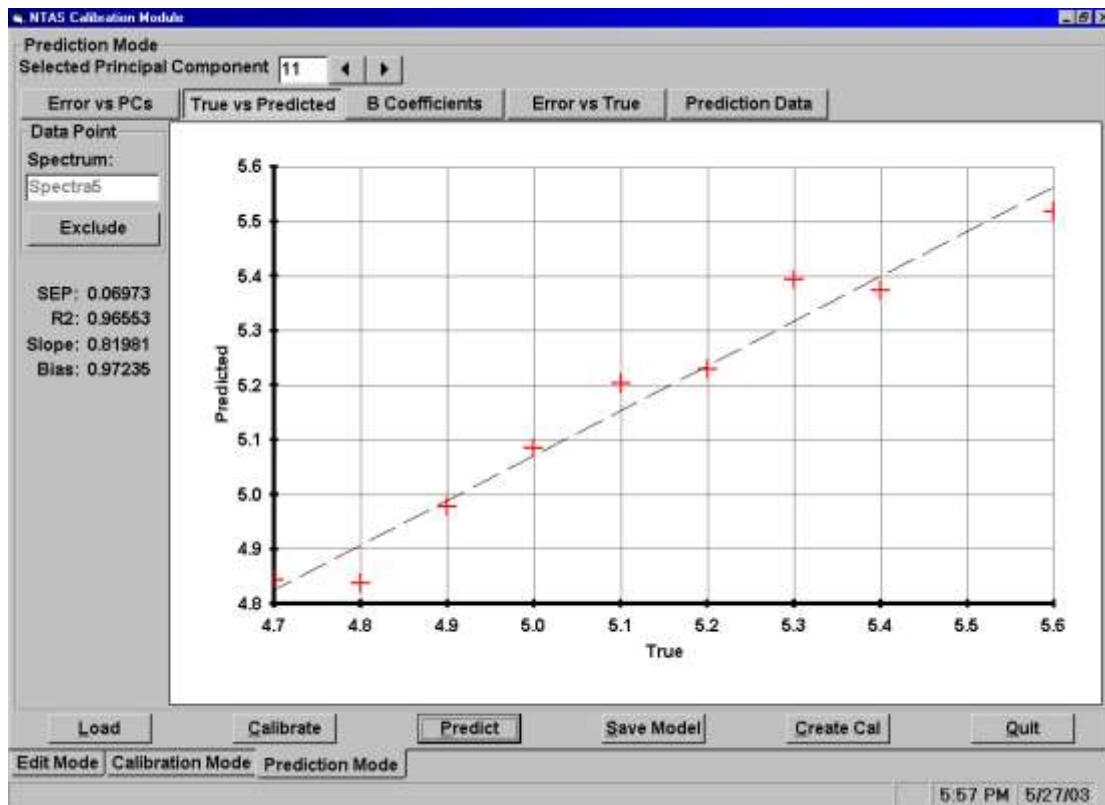 NTAS Calibration Module
Prediction Mode
Selected Principal Component 11
Error vs PCs True vs Predicted B Coefficients Error vs True Prediction Data
Data Point
Spectrum:
Spectra5
Exclude
SEP: 0.06973
R2: 0.96553
Slope: 0.81981
Bias: 0.97235
5.6
5.5
5.4
5.3
5.2
5.1
5.0
4.9
4.8
Predicted
4.7 4.8 4.9 5.0 5.1 5.2 5.3 5.4 5.5 5.6
True
Load Calibrate Predict Save Model Create Cal Quit
Edit Mode Calibration Mode Prediction Mode
5:57 PM 5/27/03